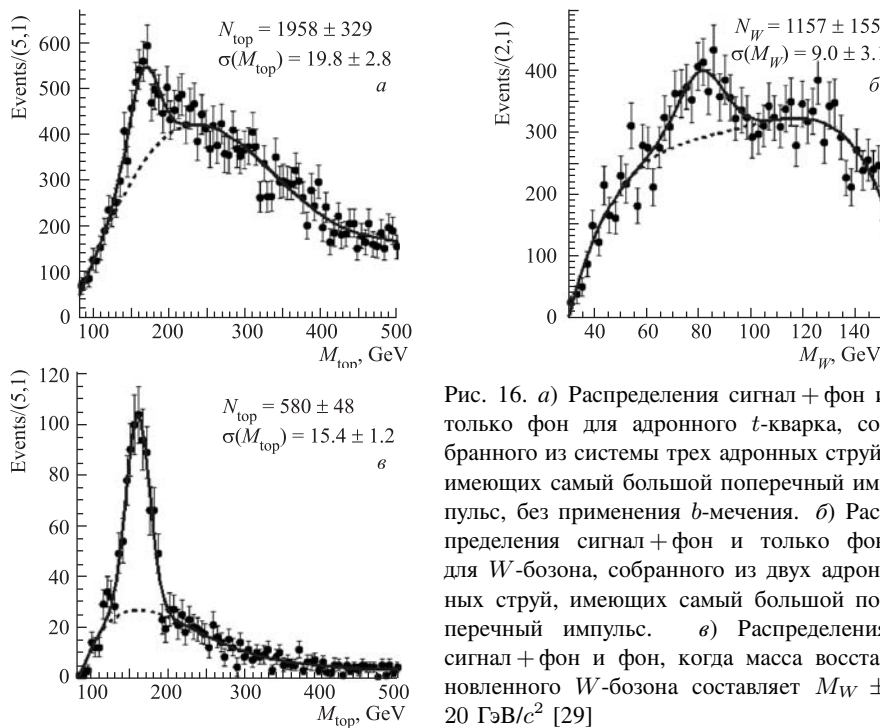 N_top = 1958 ± 329
σ(M_top) = 19.8 ± 2.8
а
Events/(5,1)
600
500
400
300
200
100
0
100
200
300
400
500
M_top, GeV
N_W = 1157 ± 155
σ(M_W) = 9.0 ± 3.1
б
Events/(2,1)
400
300
200
100
0
40
60
80
100
120
140
M_W, GeV
N_top = 580 ± 48
σ(M_top) = 15.4 ± 1.2
в
Events/(5,1)
120
100
80
60
40
20
0
100
200
300
400
500
M_top, GeV
Рис. 16. а) Распределения сигнал + фон и
только фон для адронного t-кварка, со-
бранного из системы трех адронных струй,
имеющих самый большой поперечный им-
пульс, без применения b-мечения. б) Рас-
пределения сигнал + фон и только фон
для W-бозона, собранного из двух адрон-
ных струй, имеющих самый большой по-
перечный импульс. в) Распределения
сигнал + фон и фон, когда масса восста-
новленного W-бозона составляет M_W ±
20 ГэВ/c² [29]